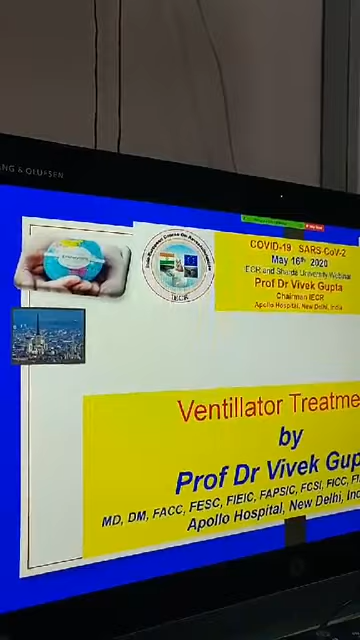 COVID-19 SARS-CoV-2
May 16th 2020
ECR and Sharda University Webinar
Prof Dr Vivek Gupta
Chairman IECR
Apollo Hospital, New Delhi, India
IECR
Ventillator Treatme
by
Prof Dr Vivek Gup
MD, DM, FACC, FESC, FIEIC, FAPSIC, FCSI, FICC,
Apollo Hospital, New Delhi, Ind